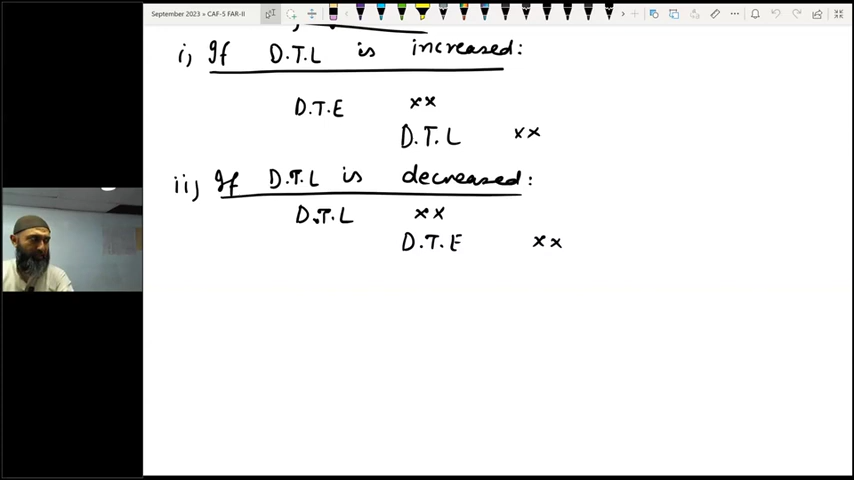 September 2023 » CAF-5 FAR-II
i, If D.T.L is increased:
D.T.E xx
D.T.L xx
ii, If D.T.L is decreased:
D.T.L xx
D.T.E xx